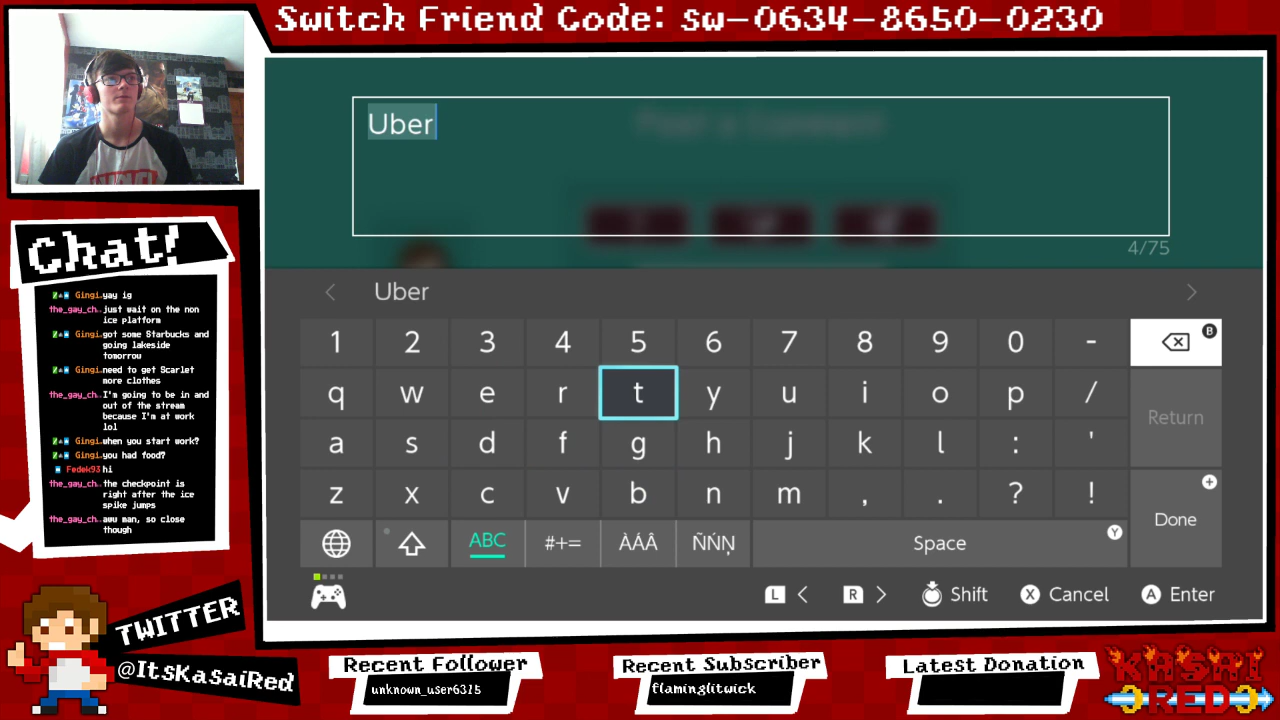 Switch Friend Code: SW-0634-8650-0230
Uber
4/75
Uber
1 2 3 4 5 6 7 8 9 0 -
q w e r t y u i o p /
Return
a s d f g h j k l : '
z x c v b n m , . ? !
Done
ABC #+= ÀÁÂ ÑŃŅ Space
L < R > Shift X Cancel A Enter
B
+
Y
Chat!
Gingi. yay ig
the_gay_ch.. just wait on the non
ice platform
Gingi. got some Starbucks and
going lakeside
tomorrow
Gingi. need to get Scarlet
more clothes
the_gay_ch.. I'm going to be in and
out of the stream
because I'm at work
lol
Gingi. when you start work?
Gingi. you had food?
Fedek93 hi
the_gay_ch.. the checkpoint is
right after the ice
spike jumps
the_gay_ch.. aww man, so close
though
TWITTER
@ItsKasaiRed
Recent Follower
unknown_user6315
Recent Subscriber
flaminglitwick
Latest Donation
KASAI
RED